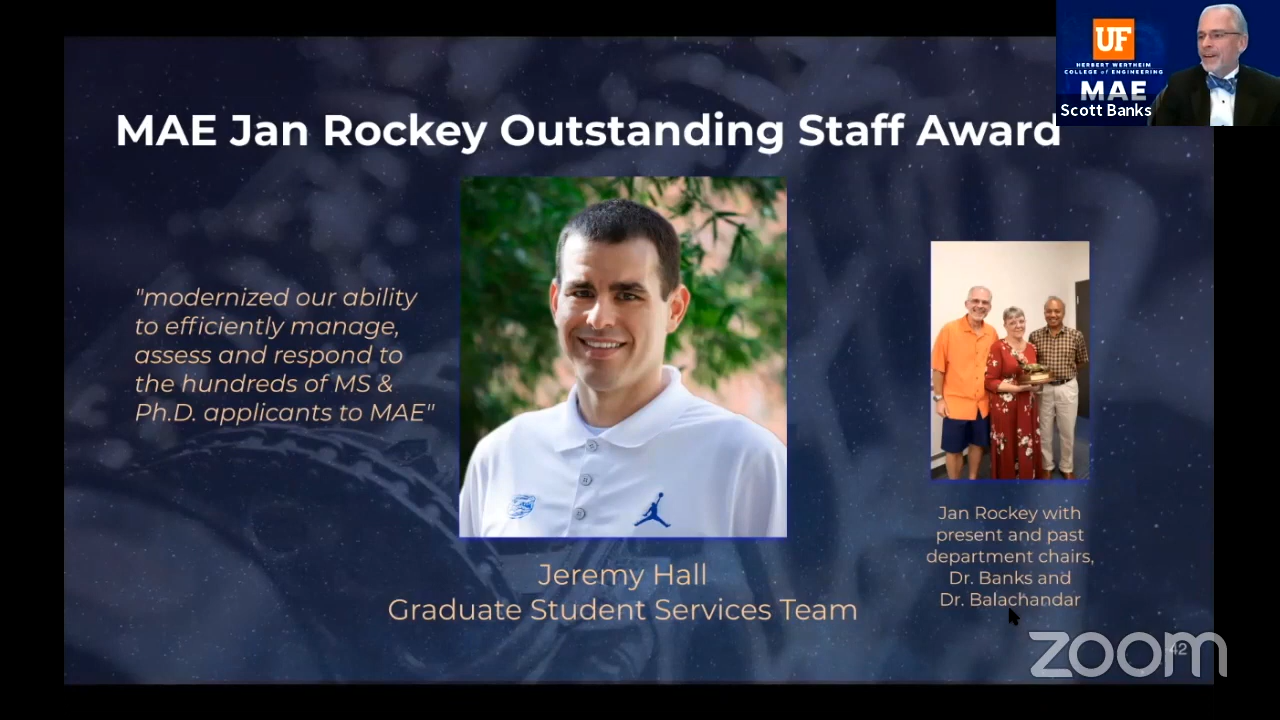 UF
HERBERT WERTHEIM
COLLEGE of ENGINEERING
MAE
Scott Banks
MAE Jan Rockey Outstanding Staff Award
"modernized our ability
to efficiently manage,
assess and respond to
the hundreds of MS &
Ph.D. applicants to MAE"
Jeremy Hall
Graduate Student Services Team
Jan Rockey with
present and past
department chairs,
Dr. Banks and
Dr. Balachandar
zoom
42